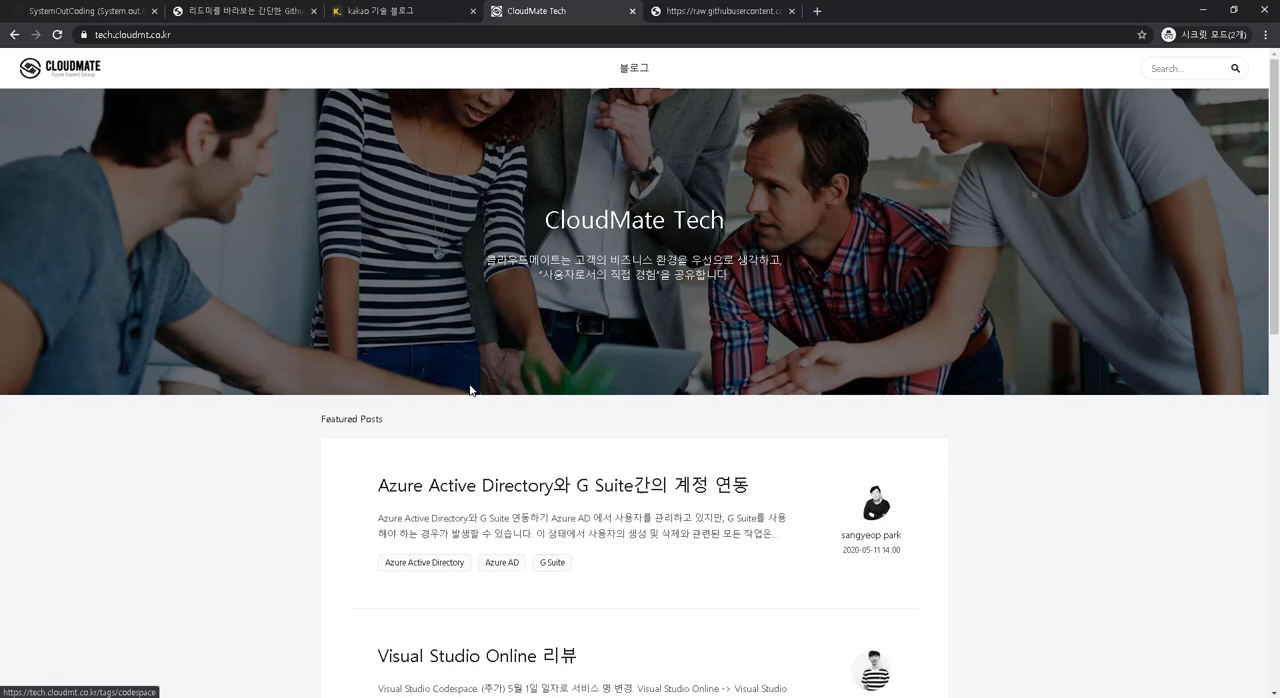 SystemOutCoding (System.out.
리드미를 바라보는 간단한 Githu
kakao 기술 블로그
CloudMate Tech
https://raw.githubusercontent.c
tech.cloudmt.co.kr
시크릿 모드(2개)
CLOUDMATE
Azure Expert Group
블로그
Search...
CloudMate Tech
클라우드메이트는 고객의 비즈니스 환경을 우선으로 생각하고,
“사용자로서의 직접 경험”을 공유합니다.
Featured Posts
Azure Active Directory와 G Suite간의 계정 연동
Azure Active Directory와 G Suite 연동하기 Azure AD 에서 사용자를 관리하고 있지만, G Suite를 사용
해야 하는 경우가 발생할 수 있습니다. 이 상태에서 사용자의 생성 및 삭제와 관련된 모든 작업은...
sangyeop park
2020-05-11 14:00
Azure Active Directory
Azure AD
G Suite
Visual Studio Online 리뷰
Visual Studio Codespace. (추가) 5월 1일 일자로 서비스 명 변경. Visual Studio Online -> Visual Studio
https://tech.cloudmt.co.kr/tags/codespace